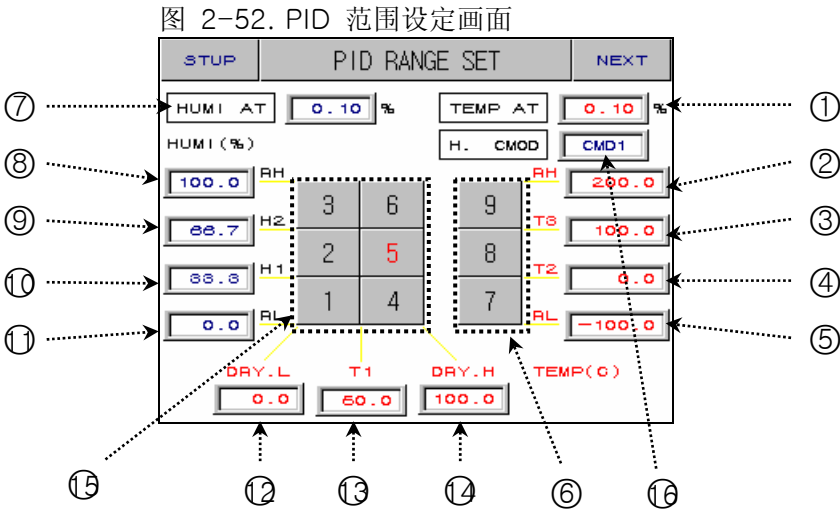 图 2-52. PID 范围设定画面
STUP PID RANGE SET NEXT
⑦ HUMI AT 0.10 % TEMP AT 0.10 % ①
HUMI(%) H. CMOD CMD1
⑧ 100.0 RH 3 6 9 RH 200.0 ②
⑨ 66.7 H2 2 5 8 T3 100.0 ③
⑩ 33.3 H1 1 4 7 T2 0.0 ④
⑪ 0.0 RL RL -100.0 ⑤
DRY.L T1 DRY.H TEMP(C)
0.0 50.0 100.0
⑮ ⑫ ⑬ ⑭ ⑥ ⑯